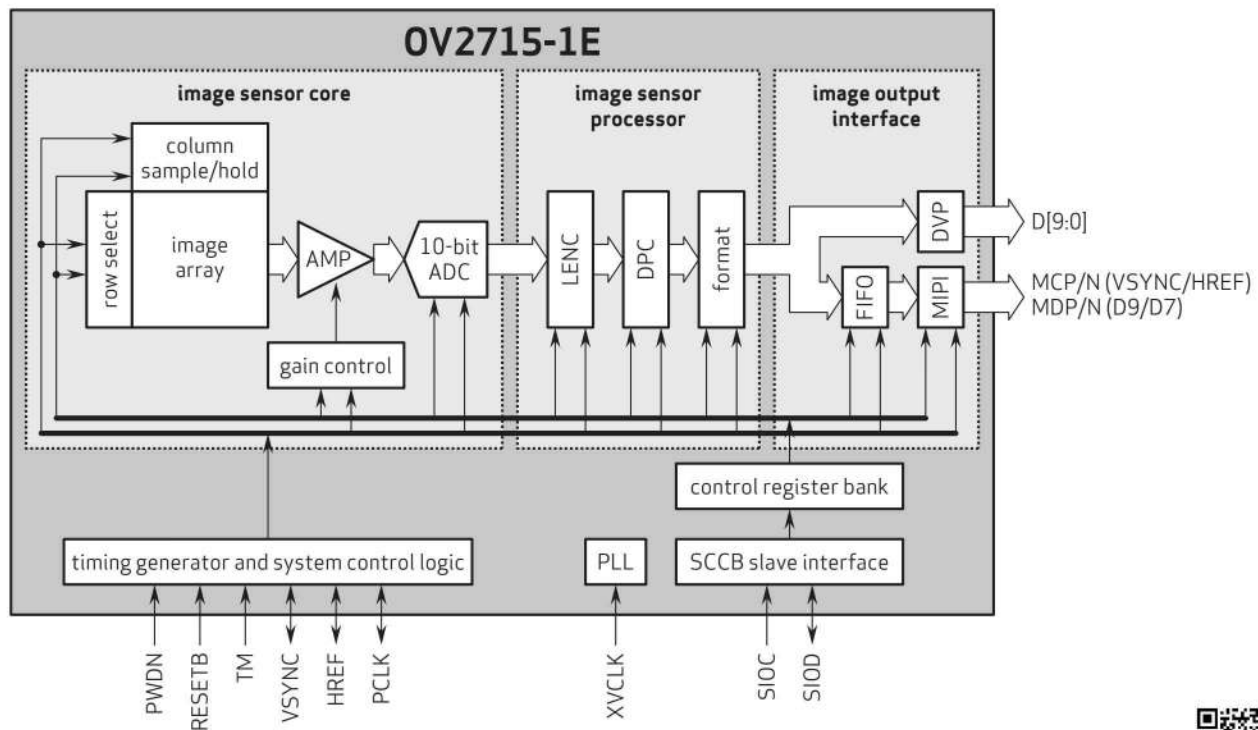 OV2715-1E
image sensor core
image sensor
processor
image output
interface
column
sample/hold
row select
image
array
AMP
10-bit
ADC
gain control
LENC
DPC
format
DVP
FIFO
MIPI
D[9:0]
MCP/N (VSYNC/HREF)
MDP/N (D9/D7)
control register bank
timing generator and system control logic
PLL
SCCB slave interface
PWDN
RESETB
TM
VSYNC
HREF
PCLK
XVCLK
SIOC
SIOD